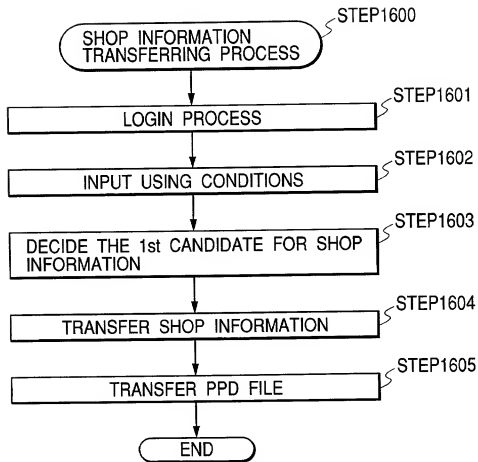 STEP1600
SHOP INFORMATION
TRANSFERRING PROCESS
STEP1601
LOGIN PROCESS
STEP1602
INPUT USING CONDITIONS
STEP1603
DECIDE THE 1st CANDIDATE FOR SHOP
INFORMATION
STEP1604
TRANSFER SHOP INFORMATION
STEP1605
TRANSFER PPD FILE
END